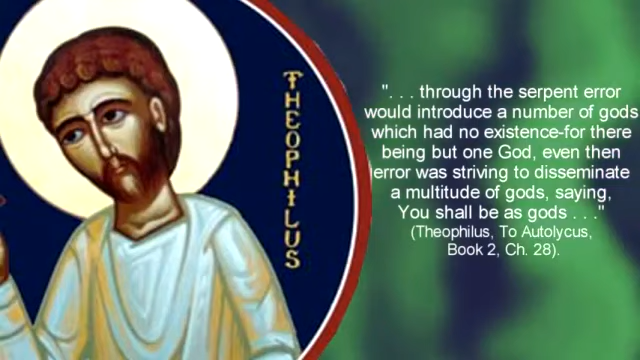 THEOPHILUS
". . . through the serpent error
would introduce a number of gods
which had no existence-for there
being but one God, even then
error was striving to disseminate
a multitude of gods, saying,
You shall be as gods . . ."
(Theophilus, To Autolycus,
Book 2, Ch. 28).